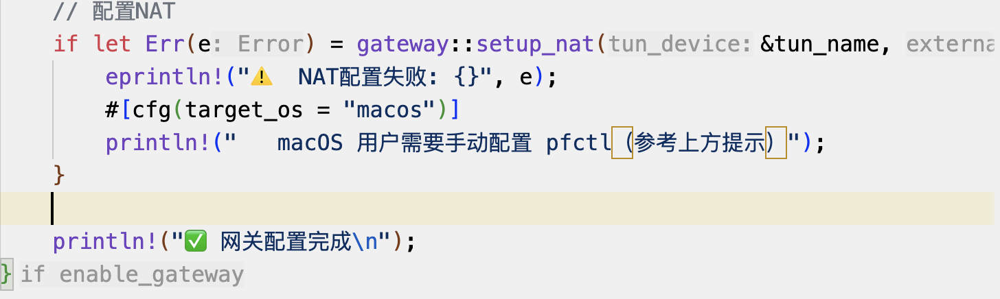 // 配置NAT
if let Err(e: Error) = gateway::setup_nat(tun_device: &tun_name, externa
eprintln!("⚠️  NAT配置失败: {}", e);
#[cfg(target_os = "macos")]
println!("   macOS 用户需要手动配置 pfctl（参考上方提示）");
}
println!("✅ 网关配置完成\n");
} if enable_gateway